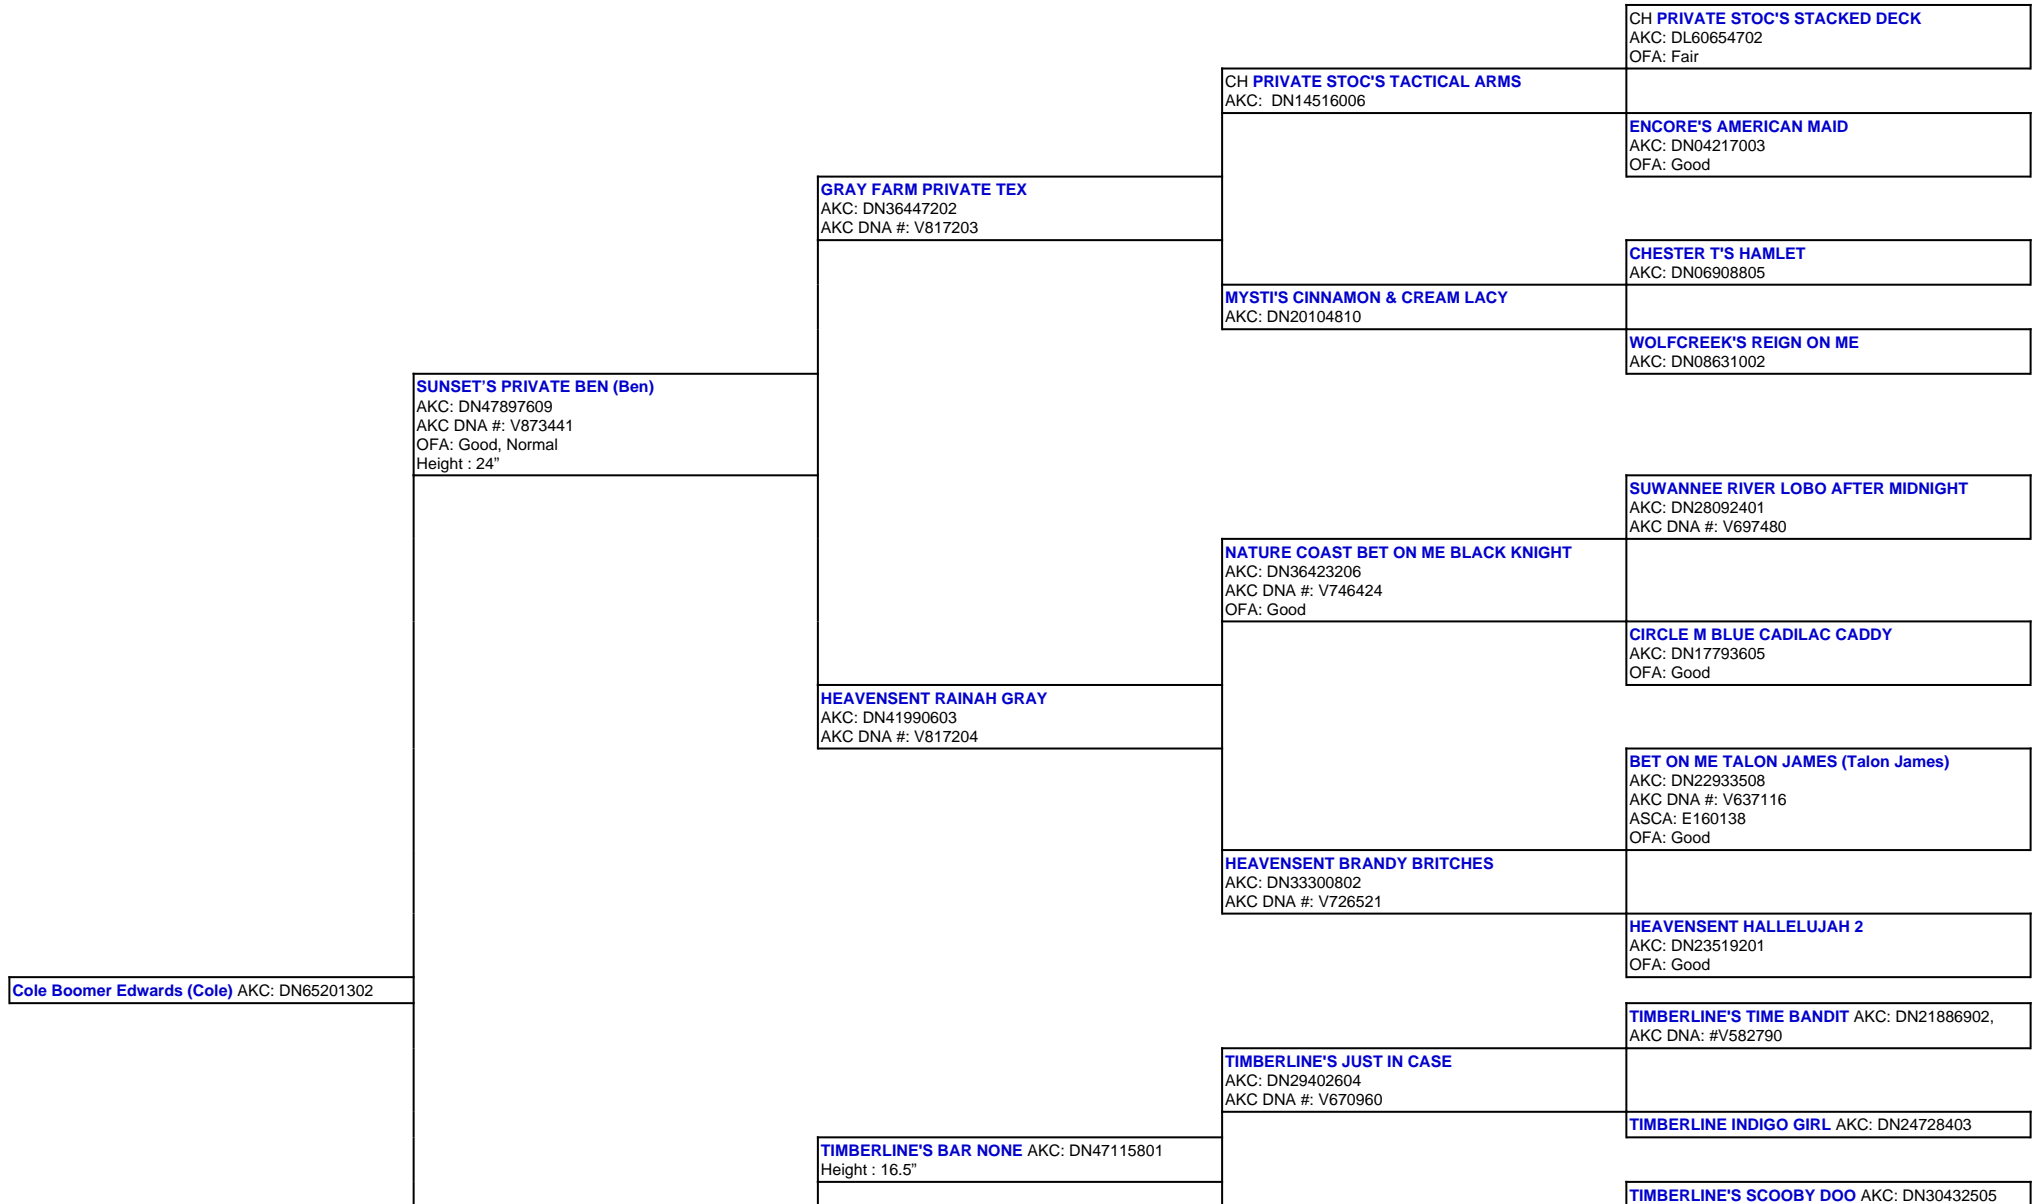 CH PRIVATE STOC'S STACKED DECK
AKC: DL60654702
OFA: Fair
CH PRIVATE STOC'S TACTICAL ARMS
AKC:  DN14516006
ENCORE'S AMERICAN MAID
AKC: DN04217003
OFA: Good
GRAY FARM PRIVATE TEX
AKC: DN36447202
AKC DNA #: V817203
CHESTER T'S HAMLET
AKC: DN06908805
MYSTI'S CINNAMON & CREAM LACY
AKC: DN20104810
WOLFCREEK'S REIGN ON ME
AKC: DN08631002
SUNSET’S PRIVATE BEN (Ben)
AKC: DN47897609
AKC DNA #: V873441
OFA: Good, Normal
Height : 24”
SUWANNEE RIVER LOBO AFTER MIDNIGHT
AKC: DN28092401
AKC DNA #: V697480
NATURE COAST BET ON ME BLACK KNIGHT
AKC: DN36423206
AKC DNA #: V746424
OFA: Good
CIRCLE M BLUE CADILAC CADDY
AKC: DN17793605
OFA: Good
HEAVENSENT RAINAH GRAY
AKC: DN41990603
AKC DNA #: V817204
BET ON ME TALON JAMES (Talon James)
AKC: DN22933508
AKC DNA #: V637116
ASCA: E160138
OFA: Good
HEAVENSENT BRANDY BRITCHES
AKC: DN33300802
AKC DNA #: V726521
HEAVENSENT HALLELUJAH 2
AKC: DN23519201
OFA: Good
Cole Boomer Edwards (Cole) AKC: DN65201302
TIMBERLINE'S TIME BANDIT AKC: DN21886902,
AKC DNA: #V582790
TIMBERLINE'S JUST IN CASE
AKC: DN29402604
AKC DNA #: V670960
TIMBERLINE INDIGO GIRL AKC: DN24728403
TIMBERLINE'S BAR NONE AKC: DN47115801
Height : 16.5”
TIMBERLINE'S SCOOBY DOO AKC: DN30432505